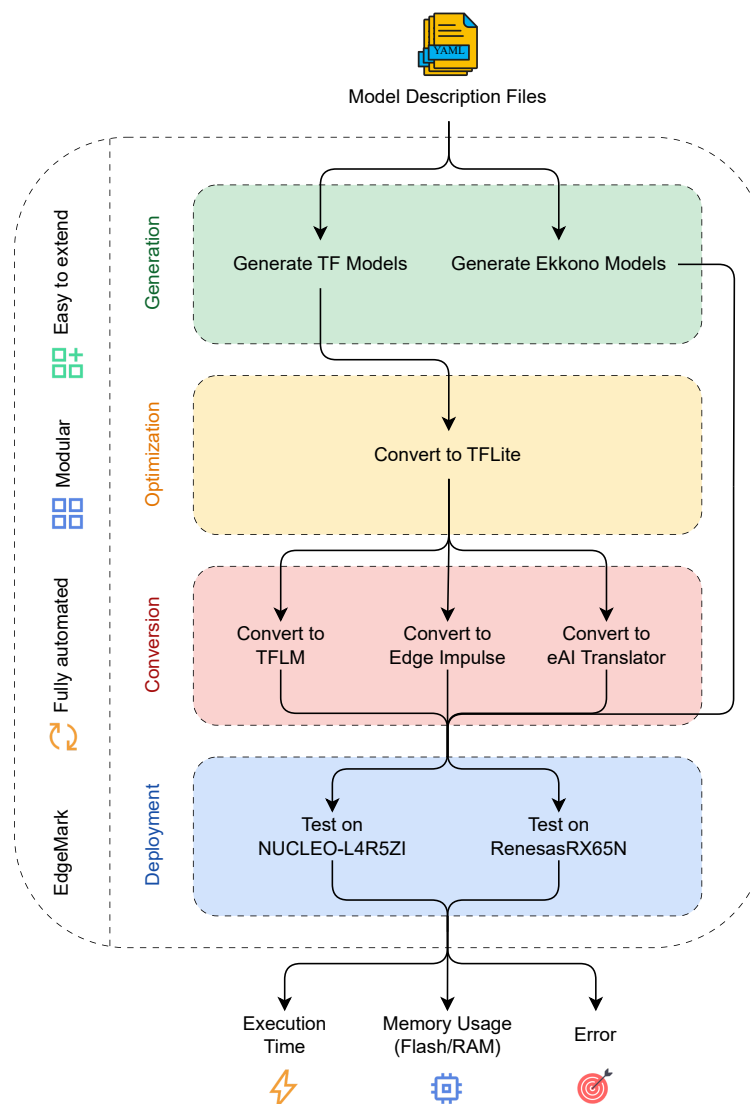 YAML
Model Description Files
Generation
Generate TF Models
Generate Ekkono Models
Easy to extend
Optimization
Convert to TFLite
Modular
Conversion
Convert to
TFLM
Convert to
Edge Impulse
Convert to
eAI Translator
Fully automated
Deployment
Test on
NUCLEO-L4R5ZI
Test on
RenesasRX65N
EdgeMark
Execution
Time
Memory Usage
(Flash/RAM)
Error